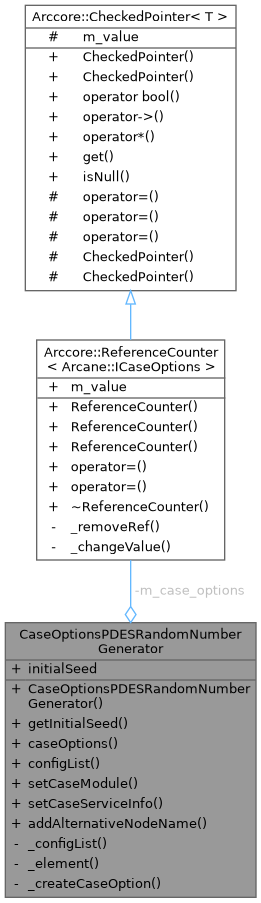 Arccore::CheckedPointer< T >
# m_value
+ CheckedPointer()
+ CheckedPointer()
+ operator bool()
+ operator->()
+ operator*()
+ get()
+ isNull()
# operator=()
# operator=()
# operator=()
# CheckedPointer()
# CheckedPointer()
Arccore::ReferenceCounter
< Arcane::ICaseOptions >
+ m_value
+ ReferenceCounter()
+ ReferenceCounter()
+ ReferenceCounter()
+ operator=()
+ operator=()
+ ~ReferenceCounter()
- _removeRef()
- _changeValue()
-m_case_options
CaseOptionsPDESRandomNumber
Generator
+ initialSeed
+ CaseOptionsPDESRandomNumber
Generator()
+ getInitialSeed()
+ caseOptions()
+ configList()
+ setCaseModule()
+ setCaseServiceInfo()
+ addAlternativeNodeName()
- _configList()
- _element()
- _createCaseOption()